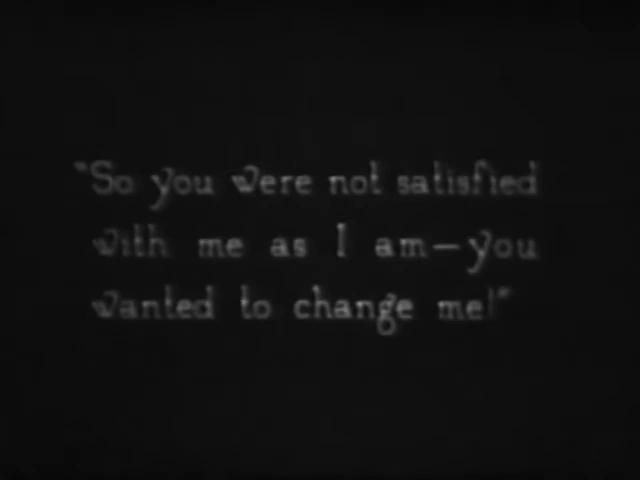 "So you were not satisfied
with me as I am—you
wanted to change me!"